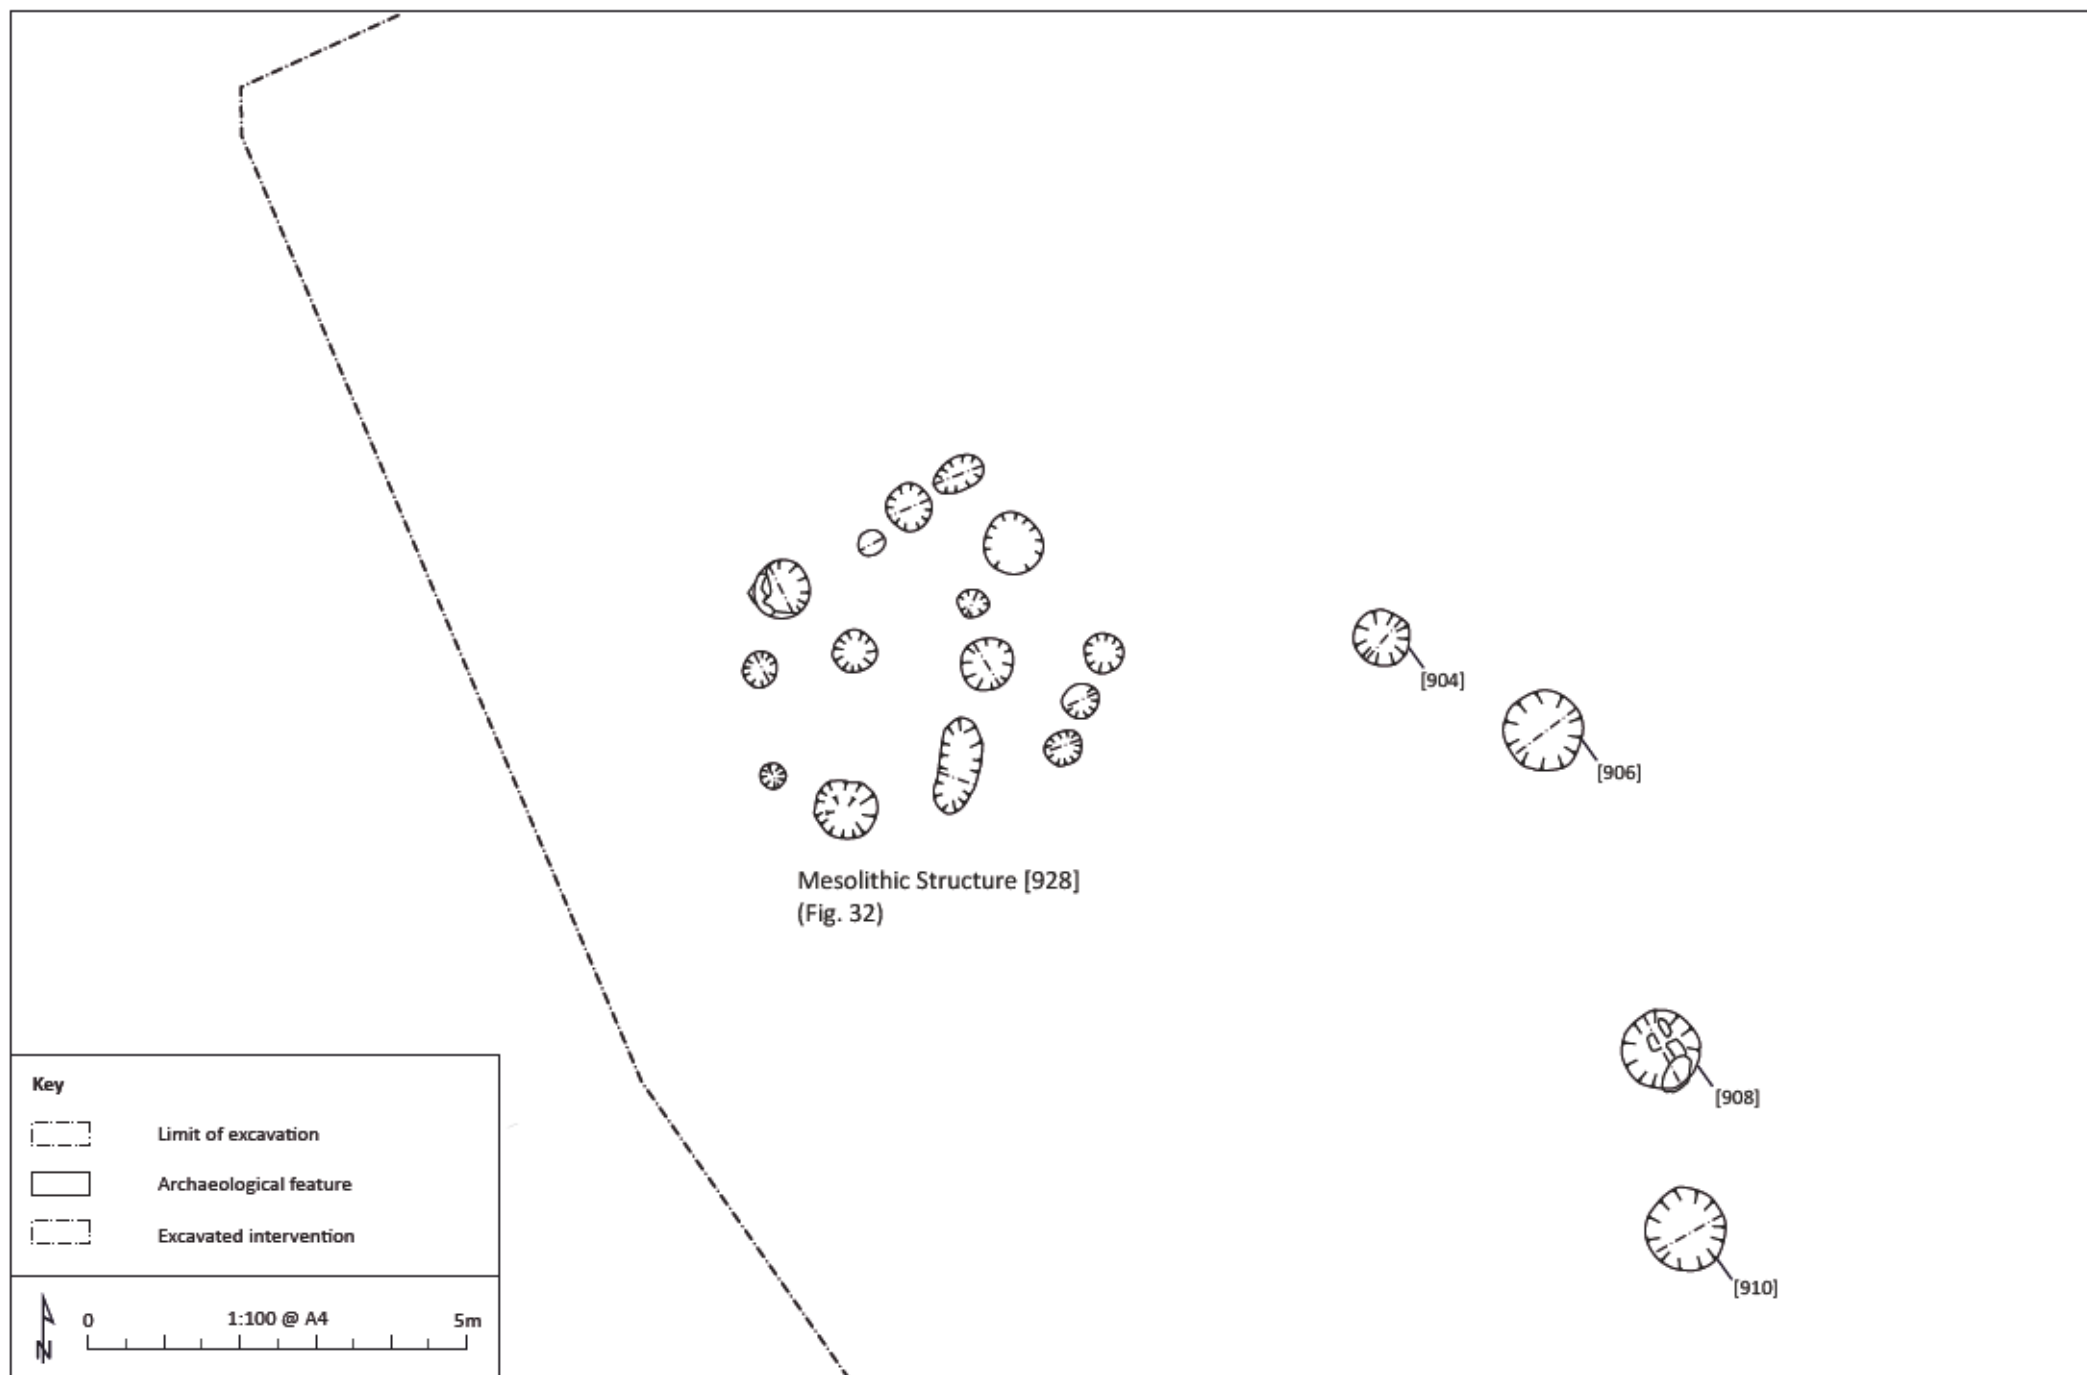 [904]
[906]
Mesolithic Structure [928]
(Fig. 32)
[908]
[910]
Key
Limit of excavation
Archaeological feature
Excavated intervention
N
0 1:100 @ A4 5m